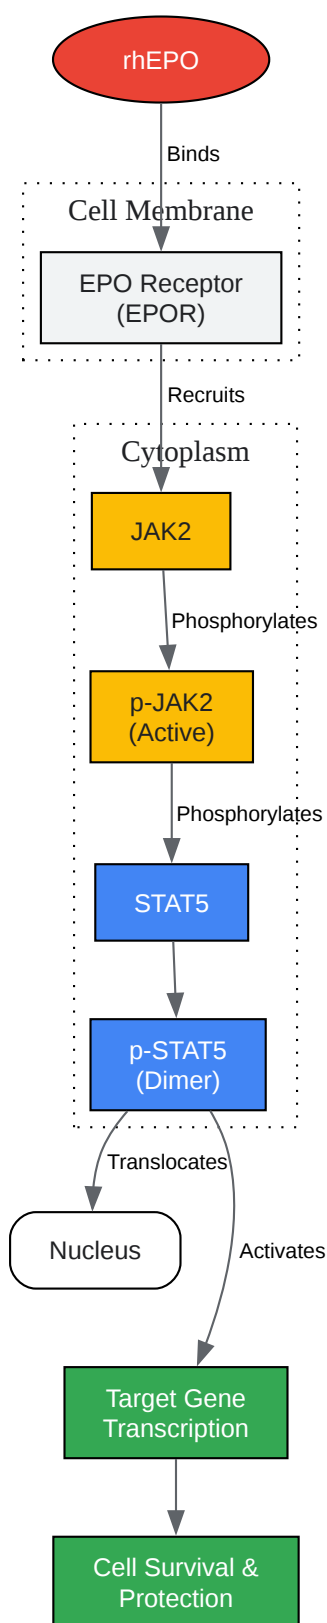 rhEPO
Binds
Cell Membrane
EPO Receptor
(EPOR)
Recruits
Cytoplasm
JAK2
Phosphorylates
p-JAK2
(Active)
Phosphorylates
STAT5
p-STAT5
(Dimer)
Translocates
Nucleus
Activates
Target Gene
Transcription
Cell Survival &
Protection